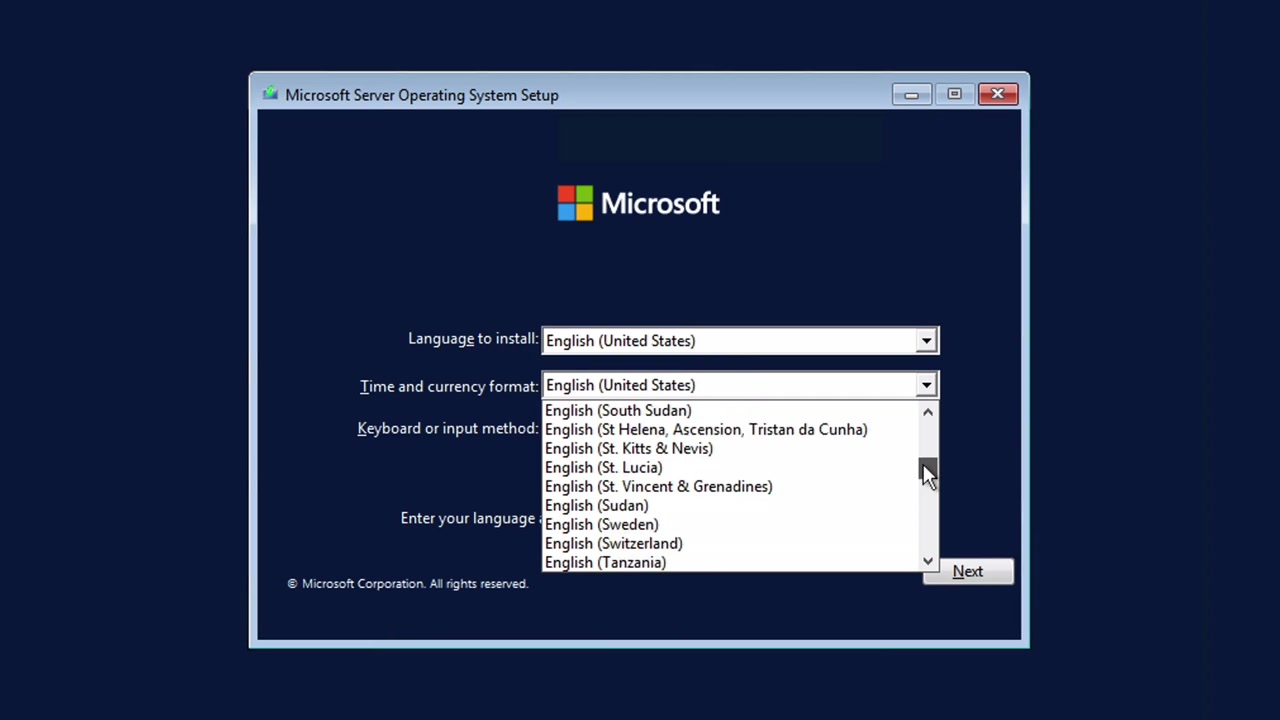 Microsoft Server Operating System Setup
Microsoft
Language to install: English (United States)
Time and currency format: English (United States)
Keyboard or input method:
English (South Sudan)
English (St Helena, Ascension, Tristan da Cunha)
English (St. Kitts & Nevis)
English (St. Lucia)
English (St. Vincent & Grenadines)
English (Sudan)
English (Sweden)
English (Switzerland)
English (Tanzania)
Enter your language
Next
© Microsoft Corporation. All rights reserved.